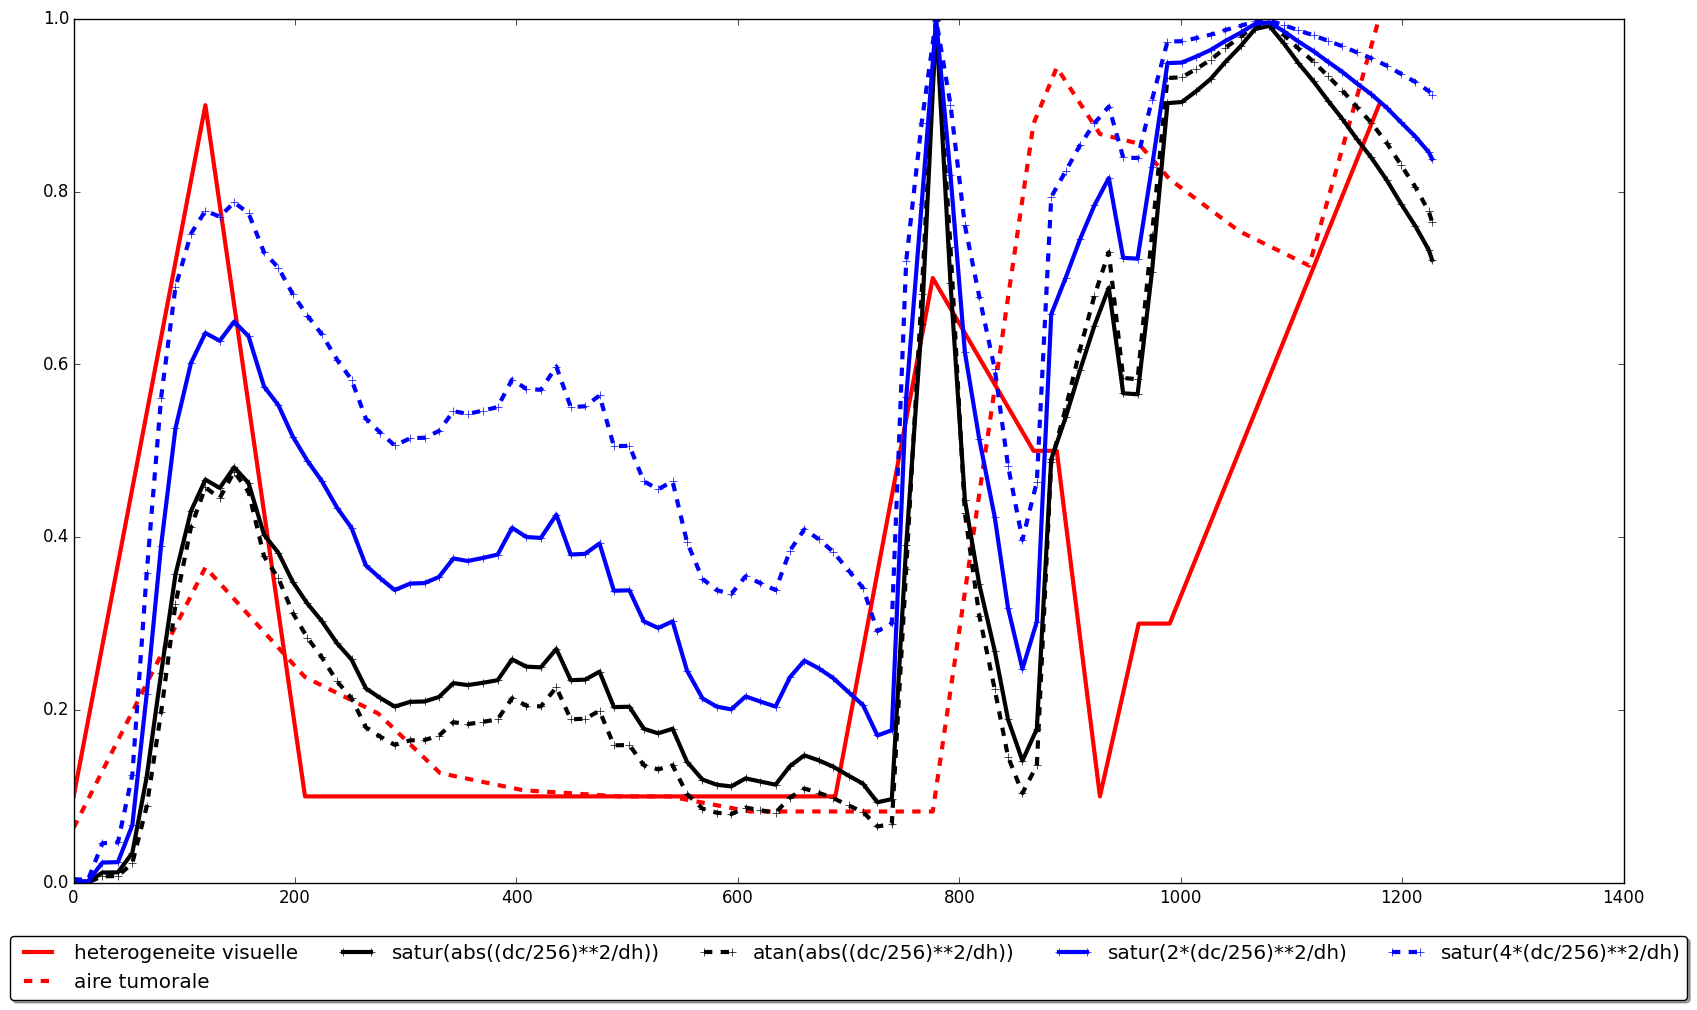 1.0
0.8
0.6
0.4
0.2
0.0
0 200 400 600 800 1000 1200 1400
heterogeneite visuelle satur(abs((dc/256)**2/dh)) atan(abs((dc/256)**2/dh)) satur(2*(dc/256)**2/dh) satur(4*(dc/256)**2/dh)
aire tumorale